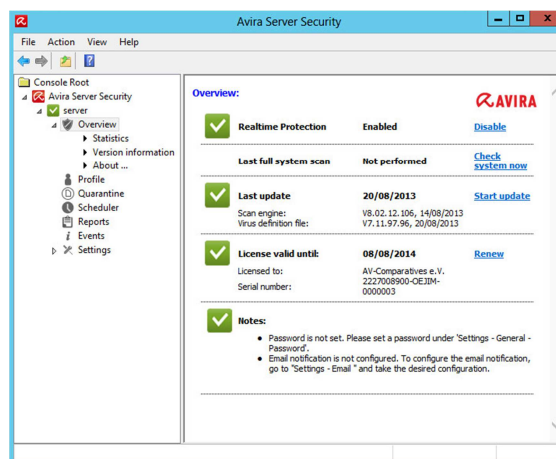 Avira Server Security
File Action View Help
Console Root
Avira Server Security
server
Overview
Statistics
Version information
About ...
Profile
Quarantine
Scheduler
Reports
Events
Settings
Overview:
AVIRA
Realtime Protection Enabled Disable
Last full system scan Not performed Check
system now
Last update 20/08/2013 Start update
Scan engine: V8.02.12.106, 14/08/2013
Virus definition file: V7.11.97.96, 20/08/2013
License valid until: 08/08/2014 Renew
Licensed to: AV-Comparatives e.V.
2227008900-OEJIM-
Serial number: 0000003
Notes:
• Password is not set. Please set a password under 'Settings - General -
Password'.
• Email notification is not configured. To configure the email notification,
go to "Settings - Email " and take the desired configuration.